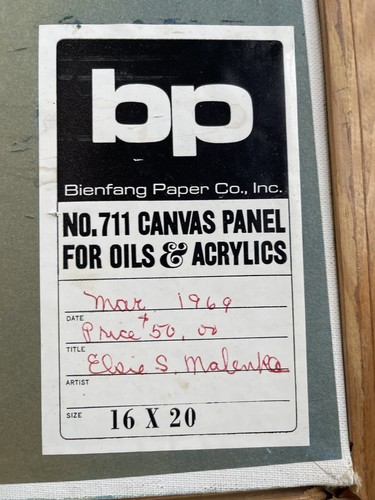 bp
Bienfang Paper Co., Inc.
NO.711 CANVAS PANEL
FOR OILS & ACRYLICS
Mar 1969
DATE
Price $50.00
TITLE
Elsie S. Malenke
ARTIST
SIZE 16 X 20